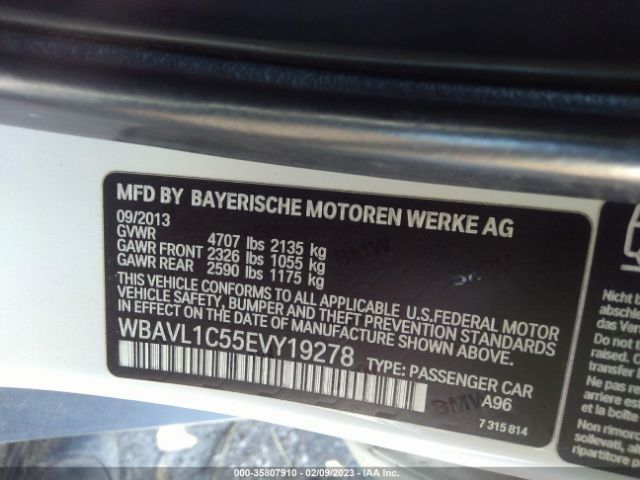 MFD BY BAYERISCHE MOTOREN WERKE AG
09/2013
GVWR 4707 lbs 2135 kg
GAWR FRONT 2326 lbs 1055 kg
GAWR REAR 2590 lbs 1175 kg
THIS VEHICLE CONFORMS TO ALL APPLICABLE U.S.FEDERAL MOTOR
VEHICLE SAFETY, BUMPER AND THEFT PREVENTION STANDARDS
IN EFFECT ON THE DATE OF MANUFACTURE SHOWN ABOVE.
WBAVL1C55EVY19278
TYPE: PASSENGER CAR
A96
7 315 814
Nicht
das Ve
Do not
raised.
result.
Ne pas
et la
à la boîte
Non rimor
sollevati, a
ripartitore p
000-35807910 - 02/09/2023 - IAA Inc.